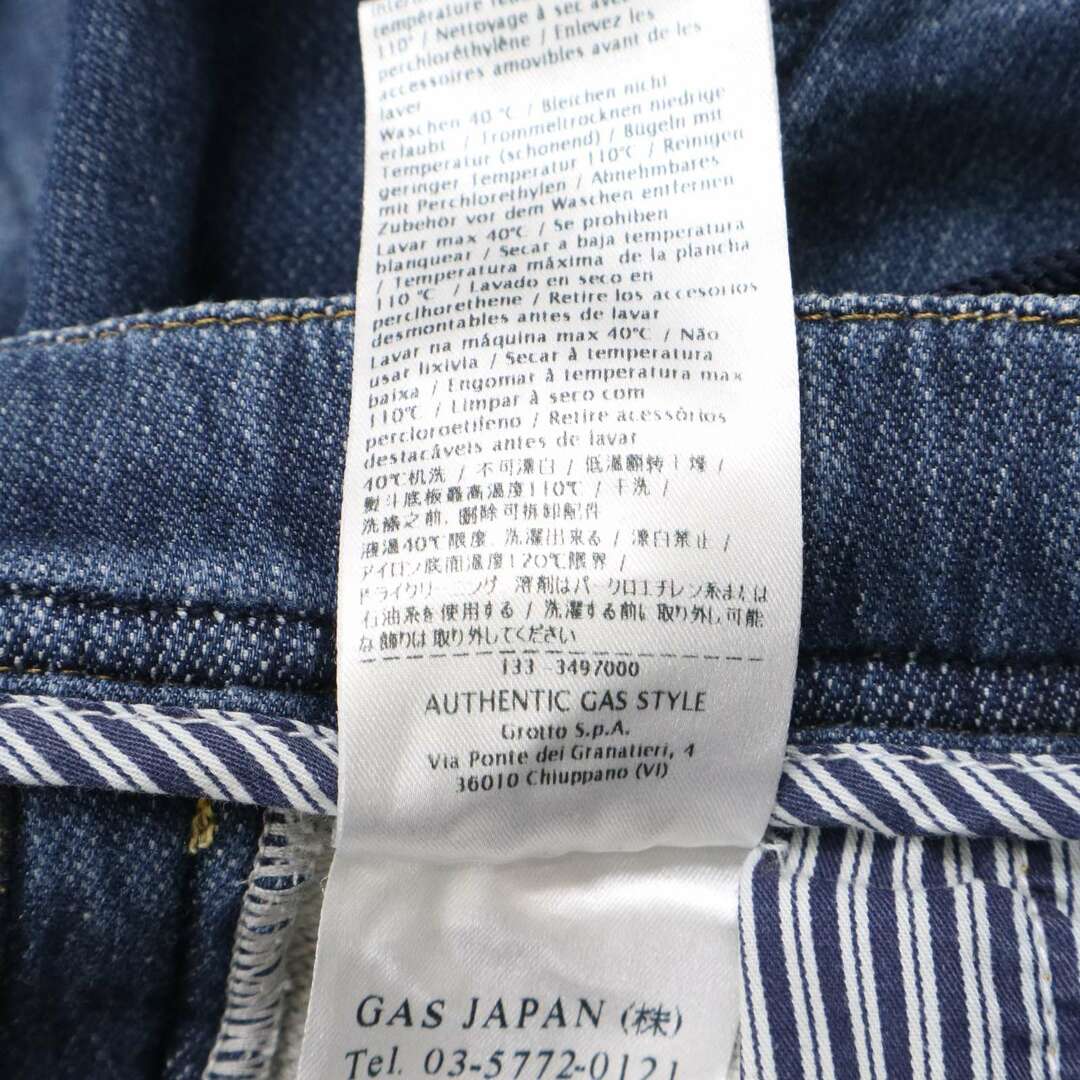 température
110° / Nettoyage à sec avec
perchloréthylène / Enlevez les
accessoires amovibles avant de les
laver
Waschen 40 °C / Bleichen nicht
erlaubt / Trommeltrocknen niedrige
Temperatur (schonend) / Bügeln mit
geringer Temperatur 110°C / Reinigen
mit Perchlorethylen / Abnehmbares
Zubehör vor dem Waschen entfernen
Lavar max 40°C / Se prohiben
blanquear / Secar a baja temperatura
/ Temperatura máxima de la plancha
110 °C / Lavado en seco en
perclhorethene / Retire los accesorios
desmontables antes de lavar
Lavar na máquina max 40°C / Não
usar lixivia / Secar à temperatura
baixa / Engomar à temperatura max
110°C / Limpar à seco com
percloroetileno / Retire acessòrios
destacáveis antes de lavar
40℃机洗 / 不可漂白 / 低温翻转干燥 /
熨斗底板最高温度110℃ / 干洗 /
洗涤之前, 删除可拆卸配件
液温40℃限度、洗濯出来る / 漂白禁止 /
アイロン底面温度120℃限界 /
ドライクリーニング、溶剤はパークロエチレン系または
石油系を使用する / 洗濯する前に取り外し可能
な飾りは取り外してください
133 3497000
AUTHENTIC GAS STYLE
Grotto S.p.A.
Via Ponte dei Granatieri, 4
36010 Chiuppano (VI)
GAS JAPAN (株)
Tel. 03-5772-0121